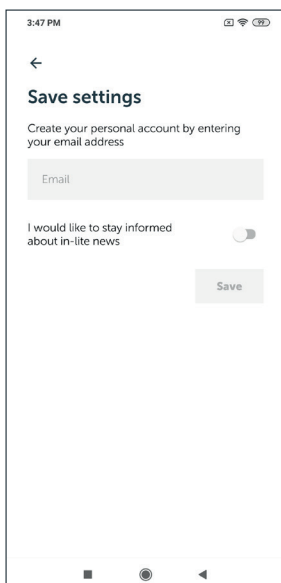 3:47 PM
99
Save settings
Create your personal account by entering
your email address
Email
I would like to stay informed
about in-lite news
Save